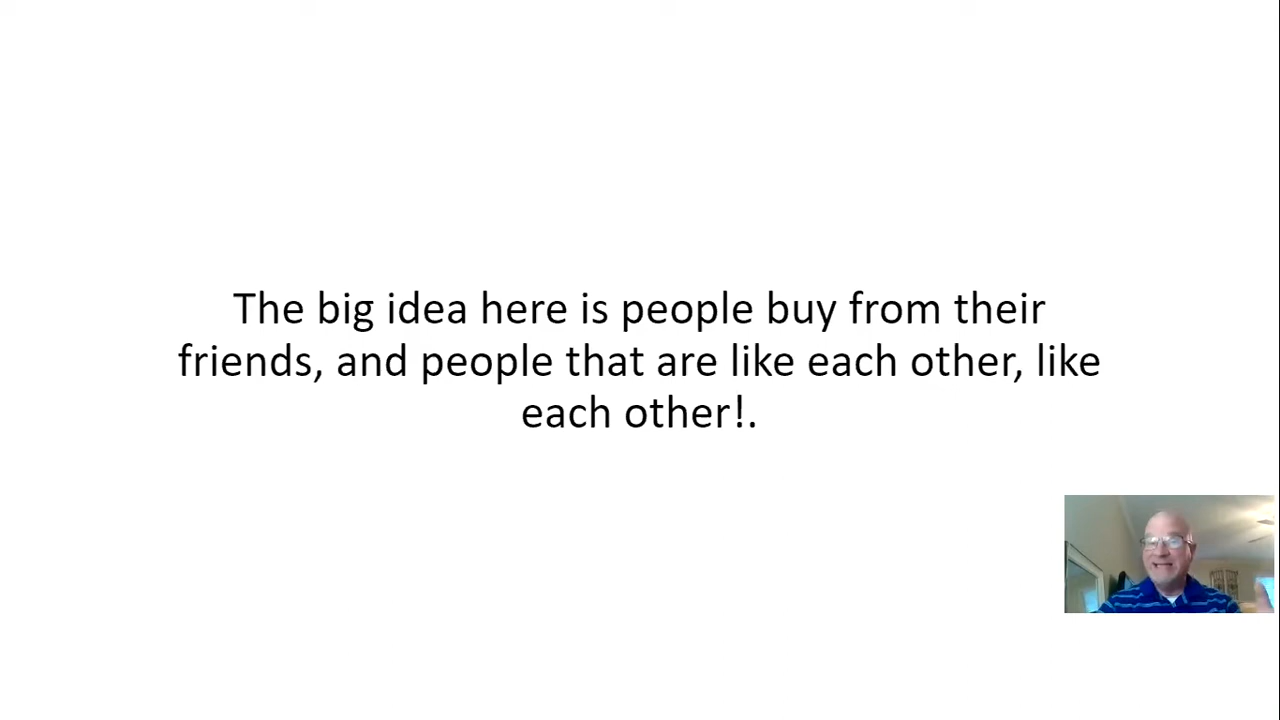 The big idea here is people buy from their
friends, and people that are like each other, like
each other!.